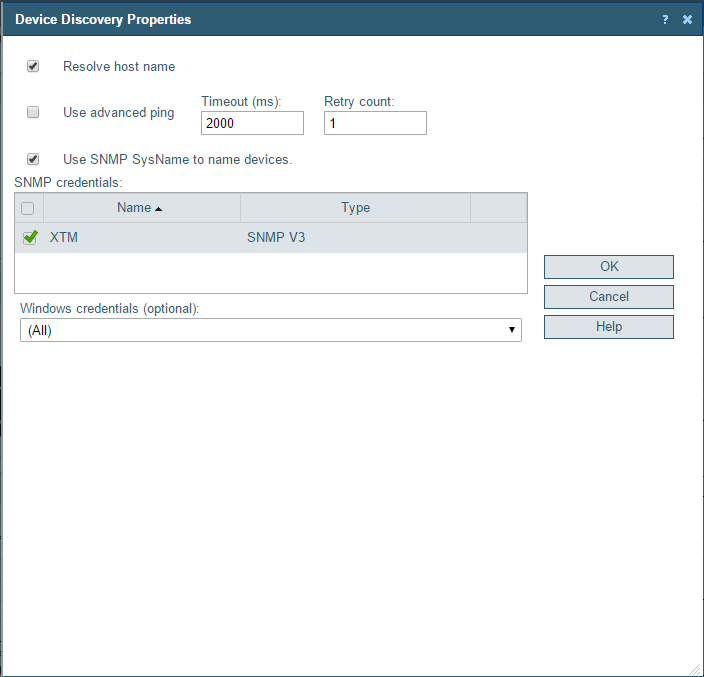 Device Discovery Properties ?
Resolve host name
Timeout (ms): Retry count:
Use advanced ping
2000 1
Use SNMP SysName to name devices.
SNMP credentials:
Name Type
XTM SNMP V3
OK
Cancel
Windows credentials (optional):
Help
(All)